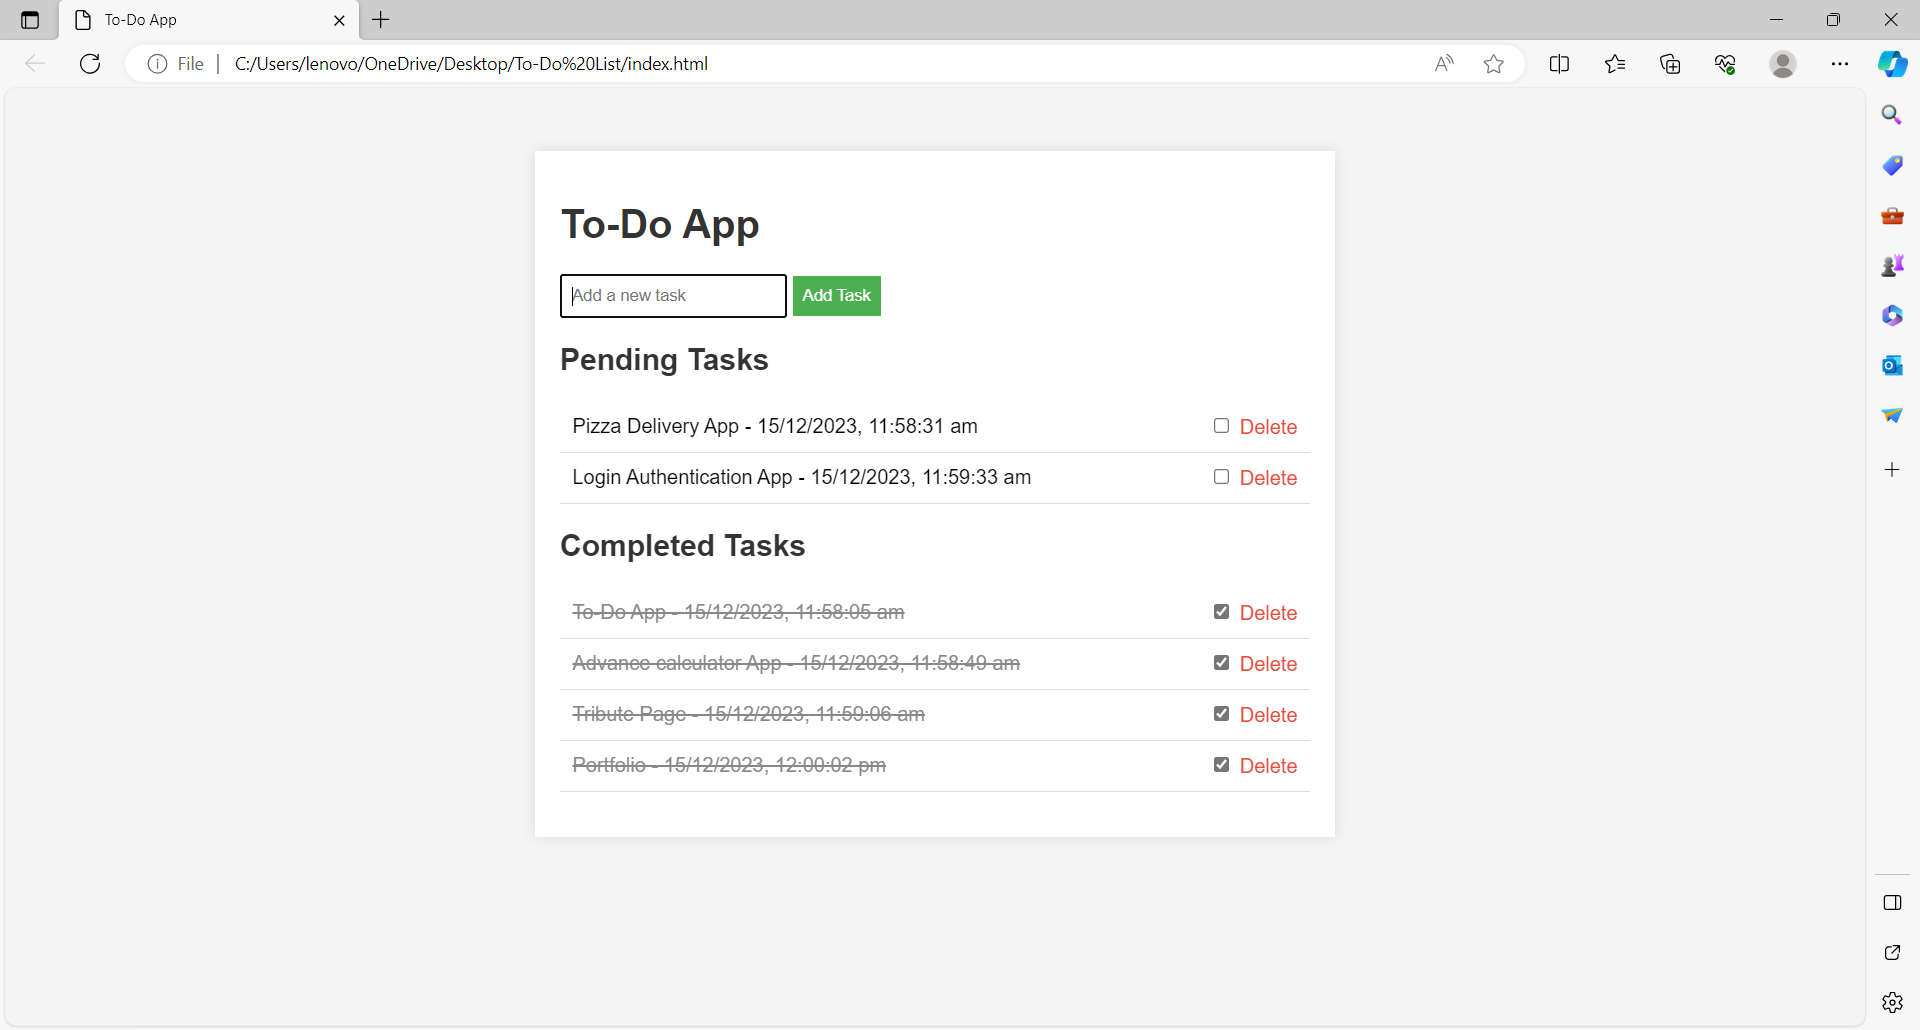 To-Do App
File | C:/Users/lenovo/OneDrive/Desktop/To-Do%20List/index.html
To-Do App
Add a new task Add Task
Pending Tasks
Pizza Delivery App - 15/12/2023, 11:58:31 am Delete
Login Authentication App - 15/12/2023, 11:59:33 am Delete
Completed Tasks
To-Do App - 15/12/2023, 11:58:05 am Delete
Advance calculator App - 15/12/2023, 11:58:49 am Delete
Tribute Page - 15/12/2023, 11:59:06 am Delete
Portfolio - 15/12/2023, 12:00:02 pm Delete